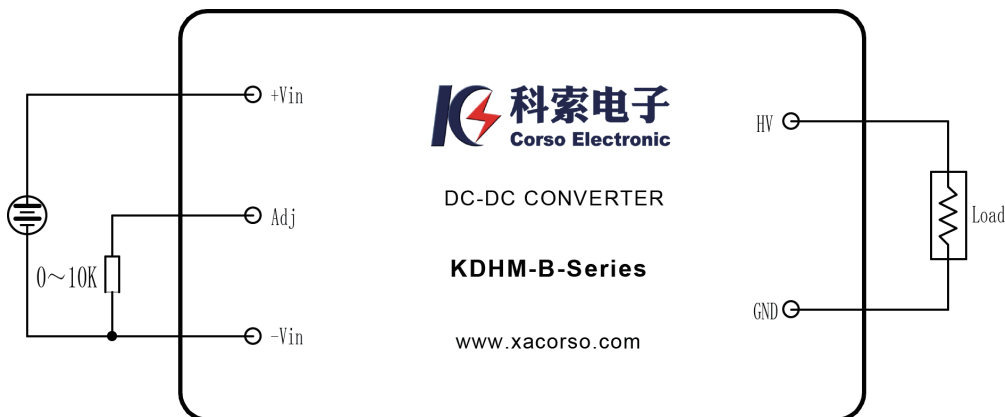 +Vin
科索电子
Corso Electronic
HV
DC-DC CONVERTER
Adj
Load
KDHM-B-Series
0～10K
GND
-Vin
www.xacorso.com